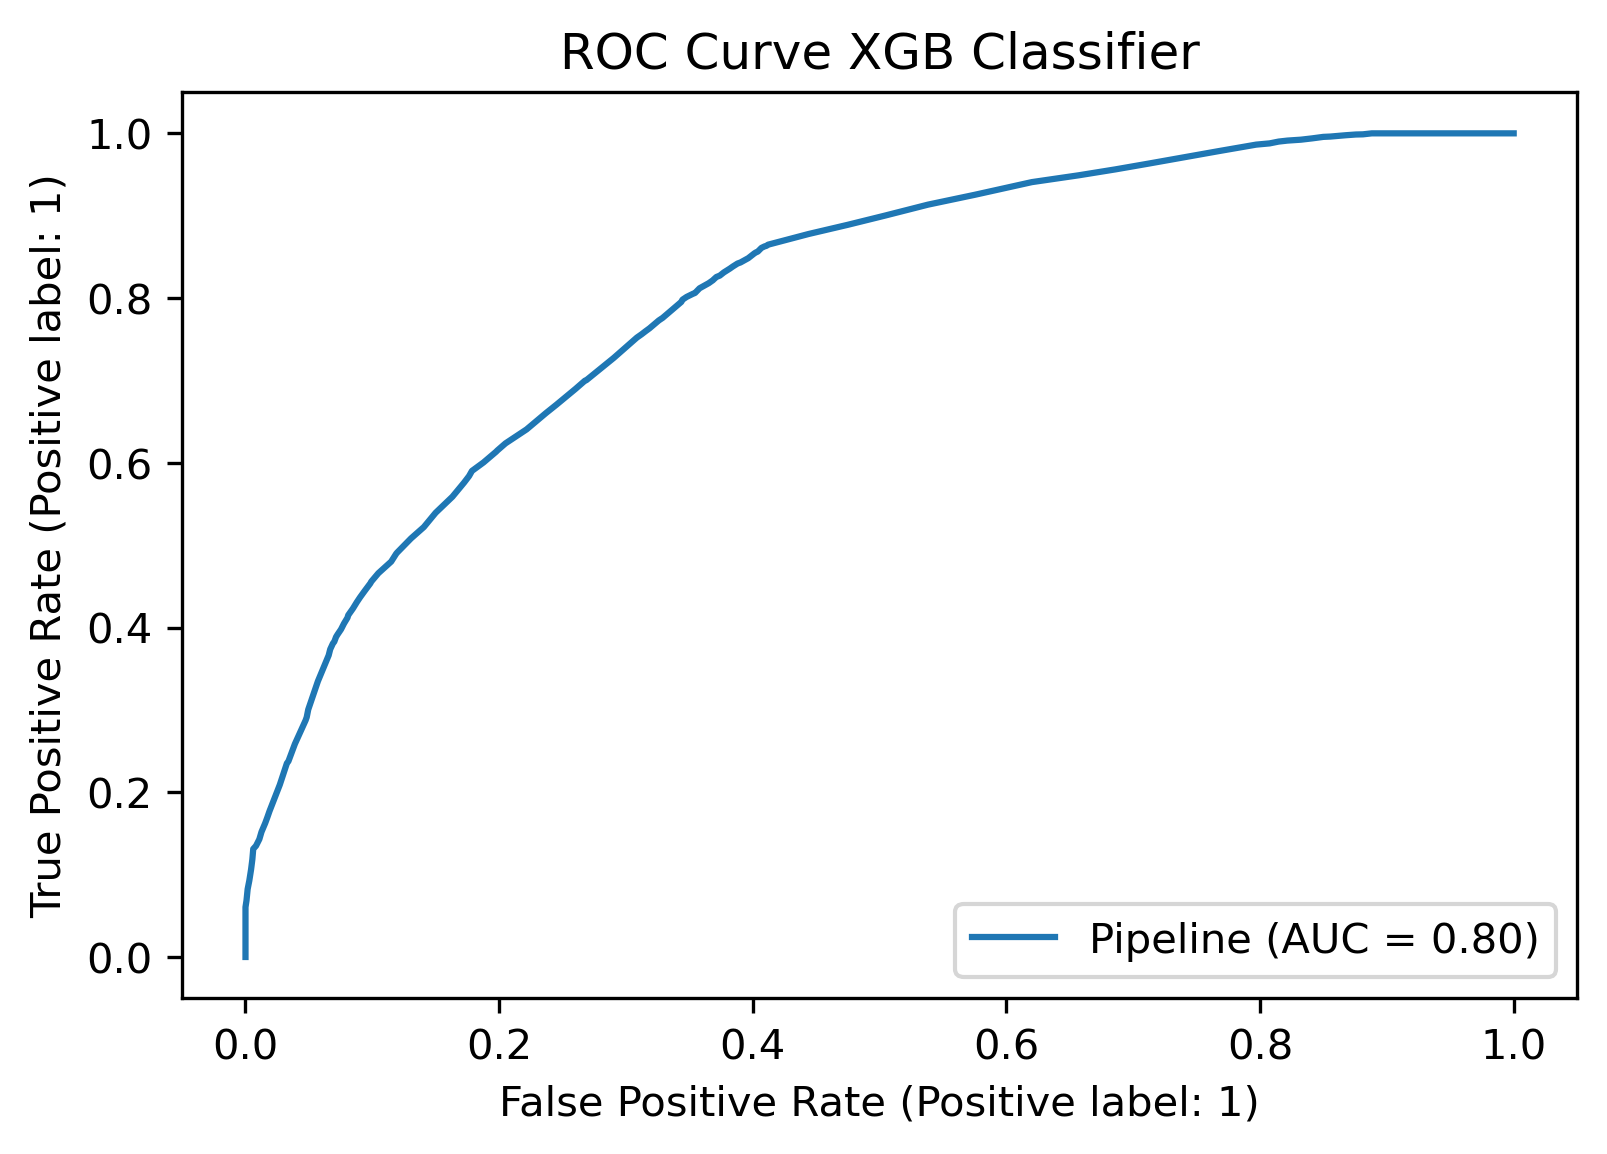 ROC Curve XGB Classifier
True Positive Rate (Positive label: 1)
1.0
0.8
0.6
0.4
0.2
0.0
Pipeline (AUC = 0.80)
0.0 0.2 0.4 0.6 0.8 1.0
False Positive Rate (Positive label: 1)